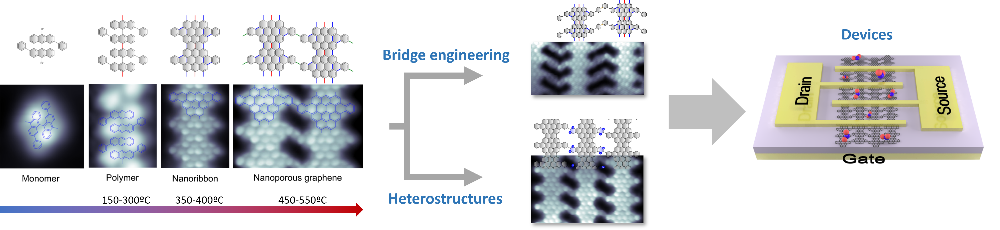 Br
Br
Monomer
Polymer
Nanoribbon
Nanoporous graphene
150-300ºC
350-400ºC
450-550ºC
Bridge engineering
Heterostructures
N
N
N
N
N
N
N
N
N
N
Devices
Drain
Source
Gate